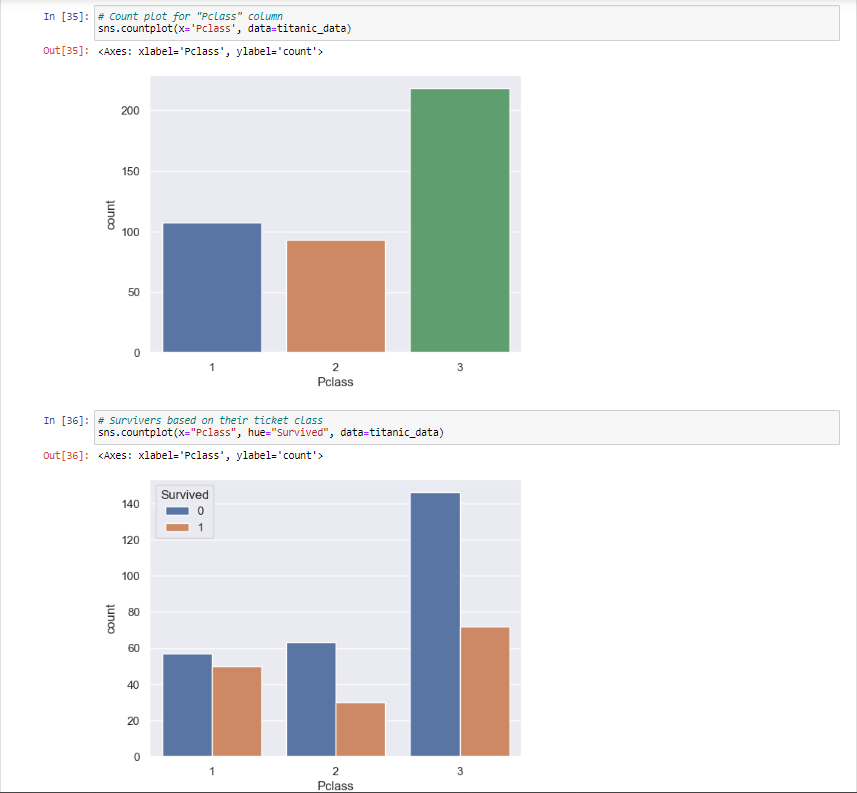 In [35]: # Count plot for "Pclass" column
sns.countplot(x='Pclass', data=titanic_data)
Out[35]: <Axes: xlabel='Pclass', ylabel='count'>
200
150
count
100
50
0
1 2 3
Pclass
In [36]: # Survivers based on their ticket class
sns.countplot(x="Pclass", hue="Survived", data=titanic_data)
Out[36]: <Axes: xlabel='Pclass', ylabel='count'>
Survived
0
1
140
120
100
80
count
60
40
20
0
1 2 3
Pclass